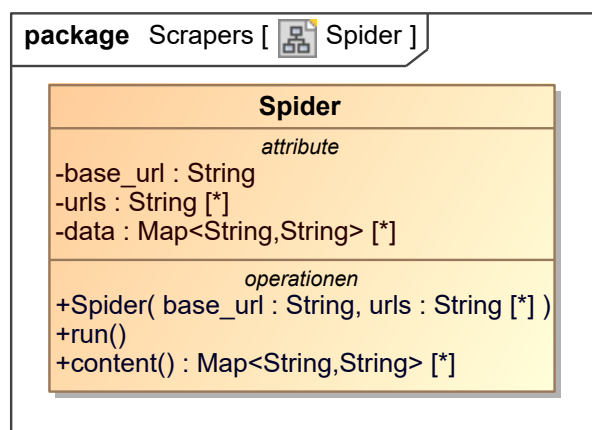 package Scrapers [ Spider ]
Spider
attribute
-base_url : String
-urls : String [*]
-data : Map<String,String> [*]
operationen
+Spider( base_url : String, urls : String [*] )
+run()
+content() : Map<String,String> [*]